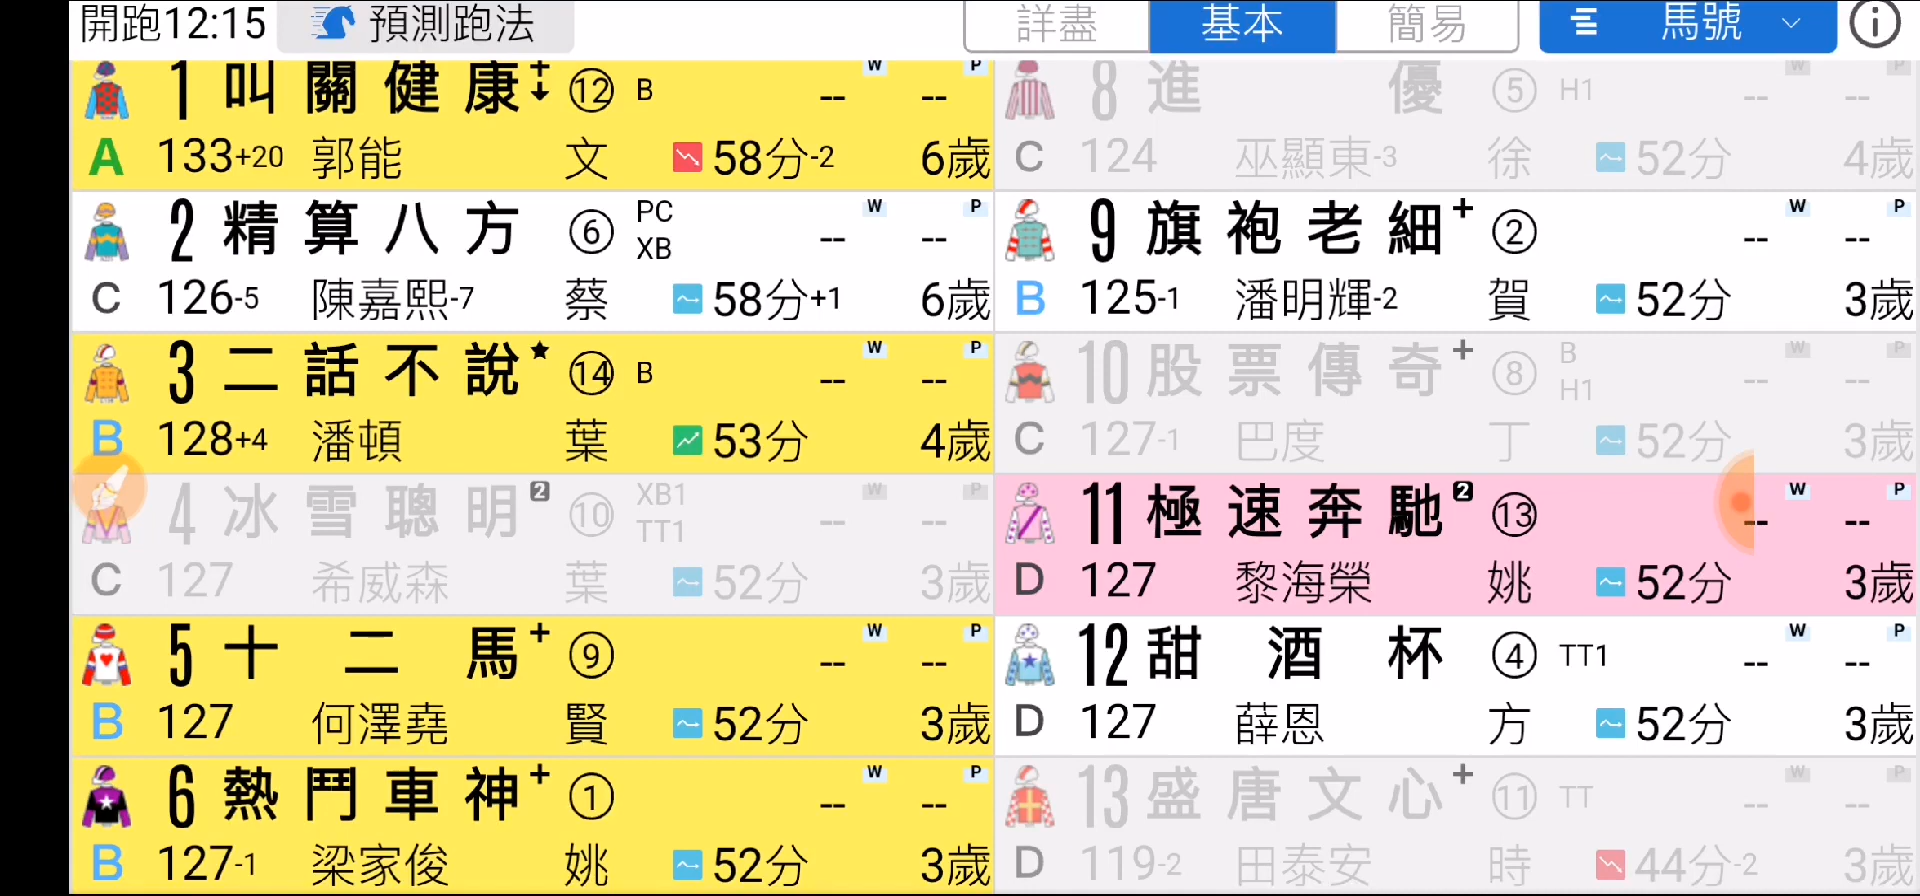 開跑12:15 預測跑法 詳盡 基本 簡易 馬號
1 叫關健康 + 12 B W -- P --
A 133+20 郭能 文 58分-2 6歲
2 精算八方 6 PC XB W -- P --
C 126-5 陳嘉熙-7 蔡 58分+1 6歲
3 二話不說 ★ 14 B W -- P --
B 128+4 潘頓 葉 53分 4歲
4 冰雪聰明 2 10 XB1 TT1 W -- P --
C 127 希威森 葉 52分 3歲
5 十二馬 + 9 W -- P --
B 127 何澤堯 賢 52分 3歲
6 熱鬥車神 + 1 W -- P --
B 127-1 梁家俊 姚 52分 3歲
8 進優 5 H1 W -- P --
C 124 巫顯東-3 徐 52分 4歲
9 旗袍老細 + 2 W -- P --
B 125-1 潘明輝-2 賀 52分 3歲
10 股票傳奇 + 8 B H1 W -- P --
C 127-1 巴度 丁 52分 3歲
11 極速奔馳 2 13 W -- P --
D 127 黎海榮 姚 52分 3歲
12 甜酒杯 4 TT1 W -- P --
D 127 薛恩 方 52分 3歲
13 盛唐文心 + 11 TT W -- P --
D 119-2 田泰安 時 44分-2 3歲